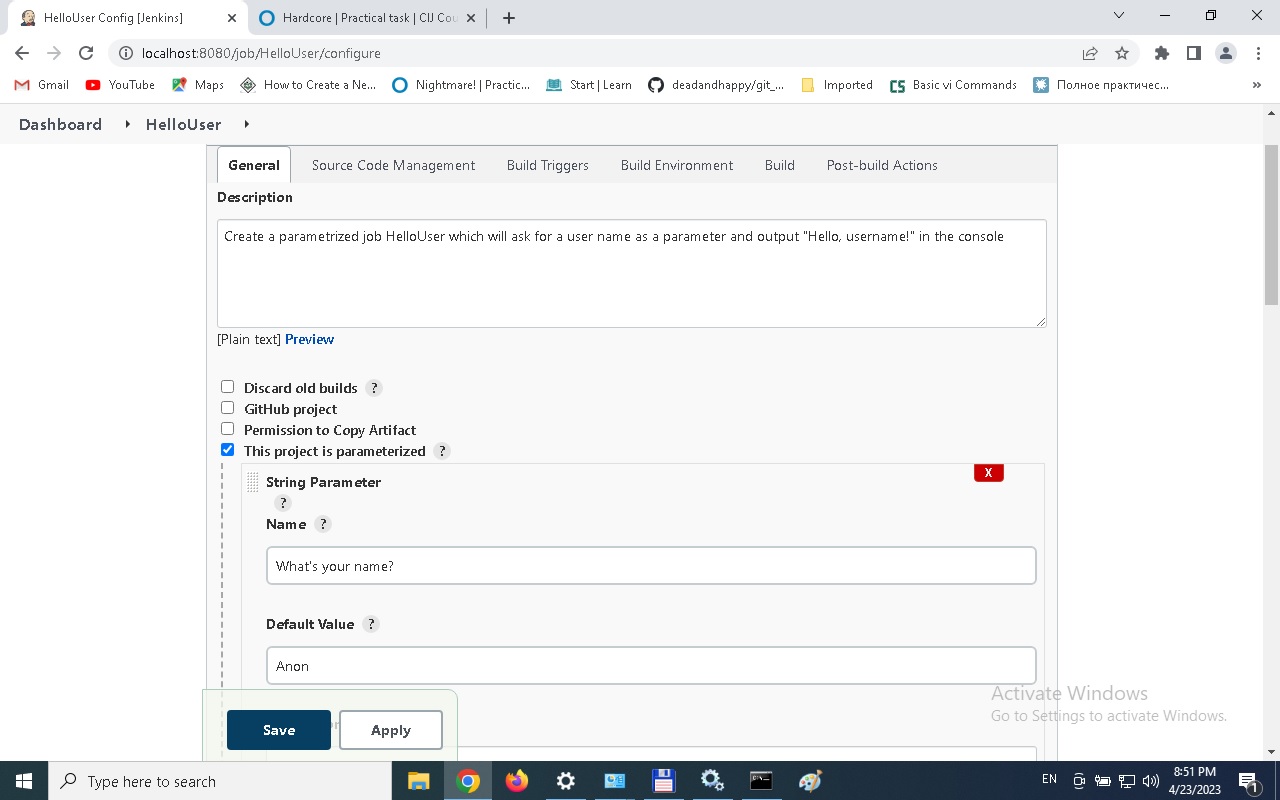 HelloUser Config [Jenkins]
Hardcore | Practical task | CIJ Cou
localhost:8080/job/HelloUser/configure
Gmail
YouTube
Maps
How to Create a Ne...
Nightmare! | Practic...
Start | Learn
deadandhappy/git_...
Imported
Basic vi Commands
Полное практичес...
»
Dashboard
HelloUser
General
Source Code Management
Build Triggers
Build Environment
Build
Post-build Actions
Description
Create a parametrized job HelloUser which will ask for a user name as a parameter and output "Hello, username!" in the console
[Plain text] Preview
Discard old builds ?
GitHub project
Permission to Copy Artifact
This project is parameterized ?
X
String Parameter
?
Name ?
What's your name?
Default Value ?
Anon
Save
Apply
Activate Windows
Go to Settings to activate Windows.
Type here to search
EN
8:51 PM
4/23/2023
1